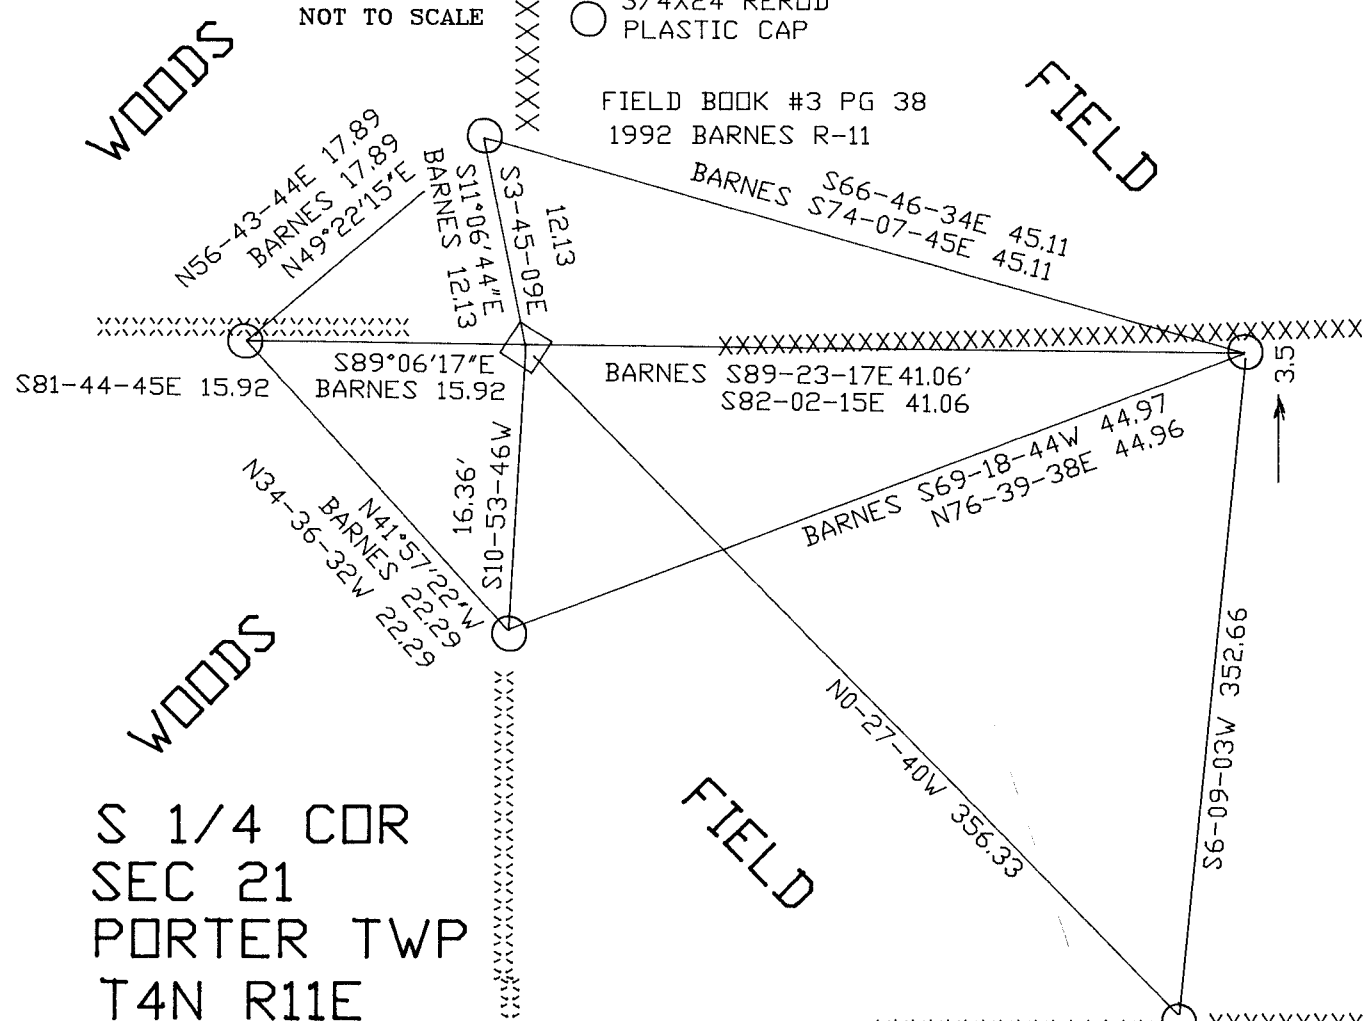 NOT TO SCALE
3/4X24 REROD
PLASTIC CAP
WOODS
FIELD
FIELD BOOK #3 PG 38
1992 BARNES R-11
N56-43-44E 17.89
BARNES 17.89
N49°22'15"E
BARNES 12.13
S11°06'44"E
S3-45-09E
12.13
S66-46-34E 45.11
BARNES S74-07-45E 45.11
XXXXXXXXXX
S89°06'17"E
BARNES 15.92
S81-44-45E 15.92
BARNES S89-23-17E 41.06'
S82-02-15E 41.06
3.5
BARNES S69-18-44W 44.97
N76-39-38E 44.96
16.36'
S10-53-46W
N41°57'22"W
BARNES 22.29
N34-36-32W 22.29
WOODS
N0-27-40W 356.33
S6-09-03W 352.66
FIELD
S 1/4 COR
SEC 21
PORTER TWP
T4N R11E